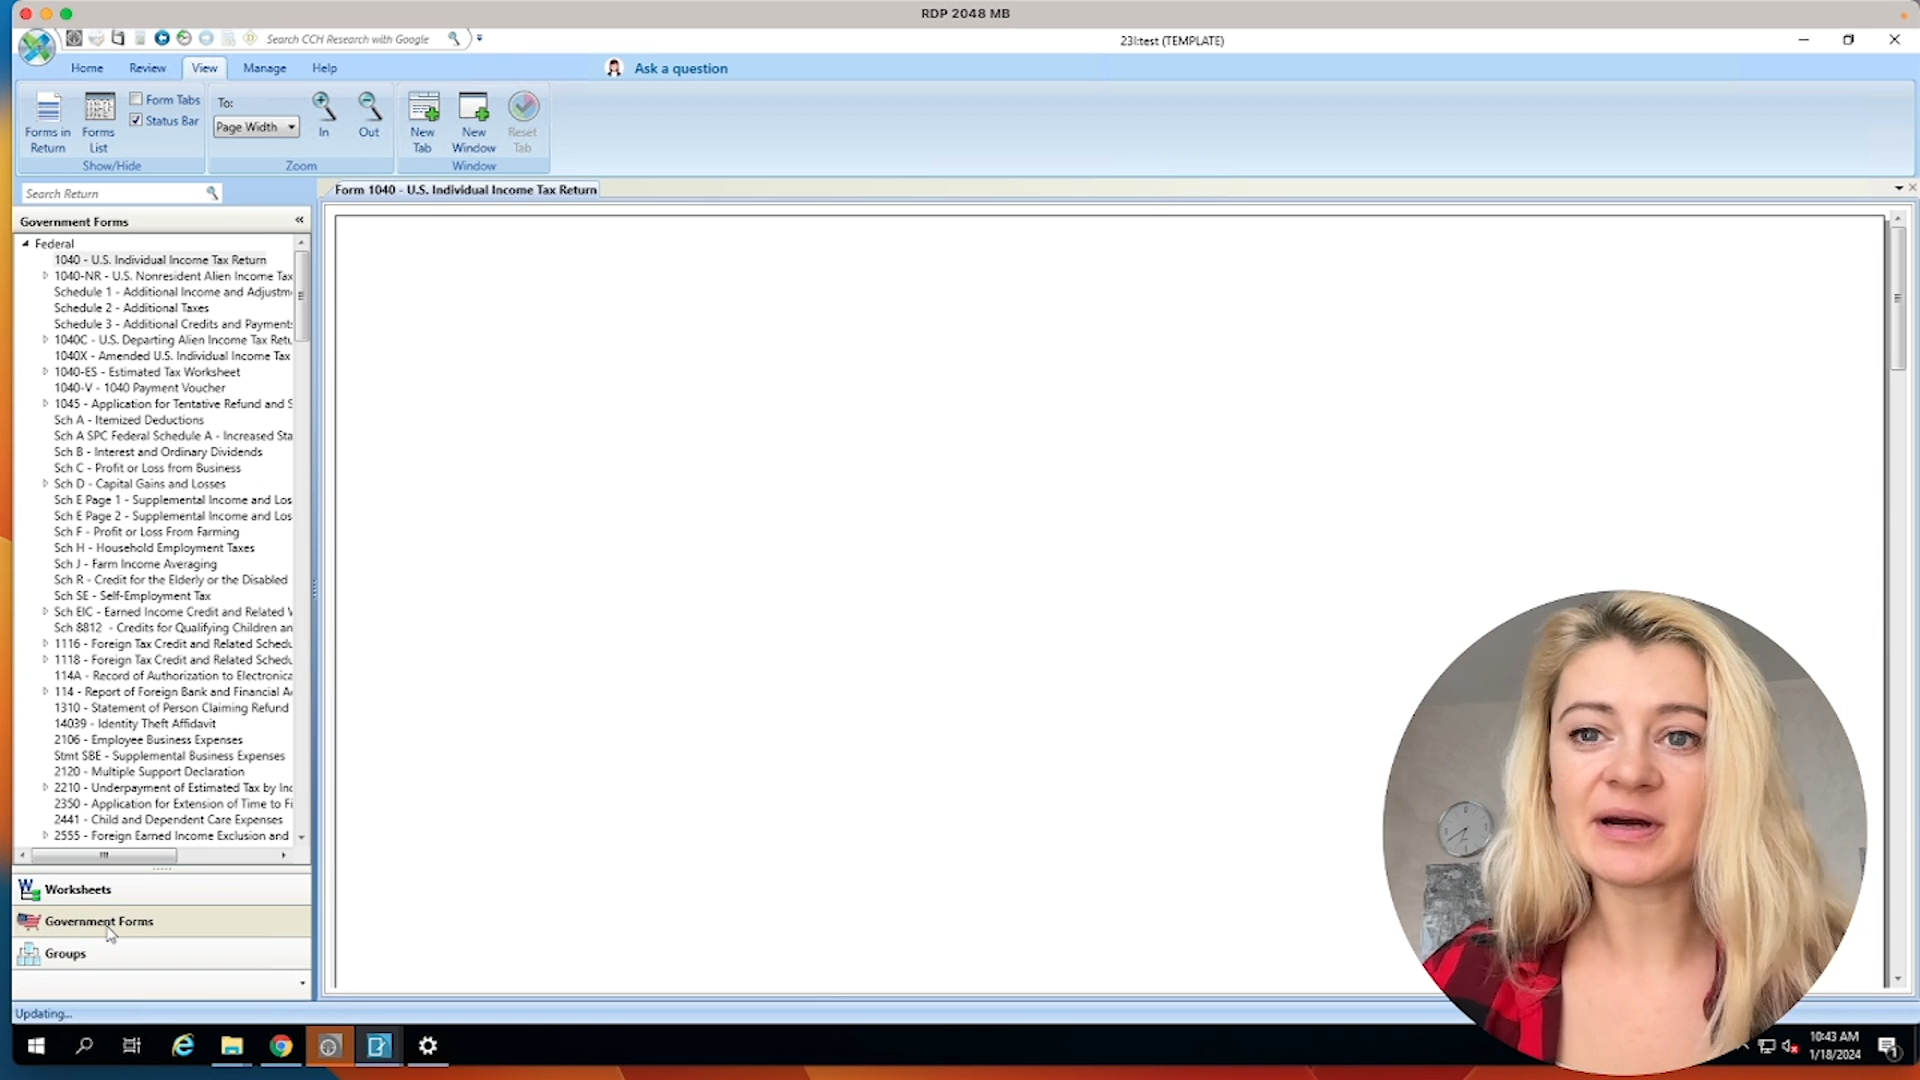 RDP 2048 MB
Search CCH Research with Google
23I:test (TEMPLATE)
Home Review View Manage Help
Ask a question
Forms in Return
Forms List
Form Tabs
Status Bar
Show/Hide
To:
Page Width
In
Out
Zoom
New Tab
New Window
Reset Tab
Window
Search Return
Form 1040 - U.S. Individual Income Tax Return
Government Forms
Federal
1040 - U.S. Individual Income Tax Return
1040-NR - U.S. Nonresident Alien Income Tax
Schedule 1 - Additional Income and Adjustm
Schedule 2 - Additional Taxes
Schedule 3 - Additional Credits and Payment
1040C - U.S. Departing Alien Income Tax Retu
1040X - Amended U.S. Individual Income Tax
1040-ES - Estimated Tax Worksheet
1040-V - 1040 Payment Voucher
1045 - Application for Tentative Refund and S
Sch A - Itemized Deductions
Sch A SPC Federal Schedule A - Increased Sta
Sch B - Interest and Ordinary Dividends
Sch C - Profit or Loss from Business
Sch D - Capital Gains and Losses
Sch E Page 1 - Supplemental Income and Los
Sch E Page 2 - Supplemental Income and Los
Sch F - Profit or Loss From Farming
Sch H - Household Employment Taxes
Sch J - Farm Income Averaging
Sch R - Credit for the Elderly or the Disabled
Sch SE - Self-Employment Tax
Sch EIC - Earned Income Credit and Related
Sch 8812 - Credits for Qualifying Children an
1116 - Foreign Tax Credit and Related Schedu
1118 - Foreign Tax Credit and Related Schedu
114A - Record of Authorization to Electronica
114 - Report of Foreign Bank and Financial A
1310 - Statement of Person Claiming Refund
14039 - Identity Theft Affidavit
2106 - Employee Business Expenses
Stmt SBE - Supplemental Business Expenses
2120 - Multiple Support Declaration
2210 - Underpayment of Estimated Tax by Inc
2350 - Application for Extension of Time to Fi
2441 - Child and Dependent Care Expenses
2555 - Foreign Earned Income Exclusion and
Worksheets
Government Forms
Groups
Updating...
10:43 AM
1/18/2024
1